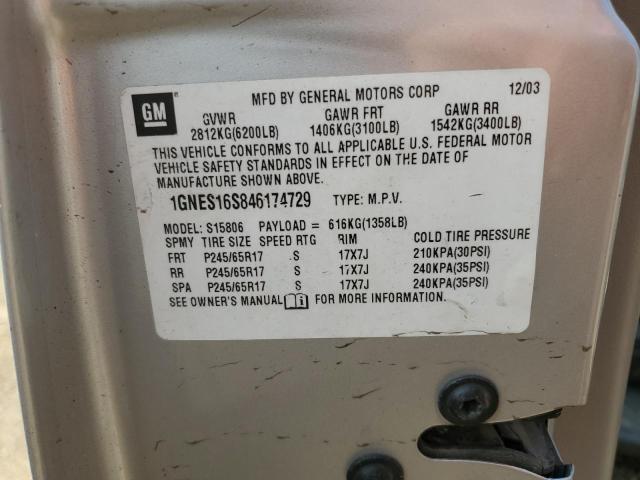 GM
MFD BY GENERAL MOTORS CORP 12/03
GVWR GAWR FRT GAWR RR
2812KG(6200LB) 1406KG(3100LB) 1542KG(3400LB)
THIS VEHICLE CONFORMS TO ALL APPLICABLE U.S. FEDERAL MOTOR
VEHICLE SAFETY STANDARDS IN EFFECT ON THE DATE OF
MANUFACTURE SHOWN ABOVE.
1GNES16S846174729 TYPE: M.P.V.
MODEL: S15806 PAYLOAD = 616KG(1358LB)
SPMY TIRE SIZE SPEED RTG RIM COLD TIRE PRESSURE
FRT P245/65R17 S 17X7J 210KPA(30PSI)
RR P245/65R17 S 17X7J 240KPA(35PSI)
SPA P245/65R17 S 17X7J 240KPA(35PSI)
SEE OWNER'S MANUAL FOR MORE INFORMATION.